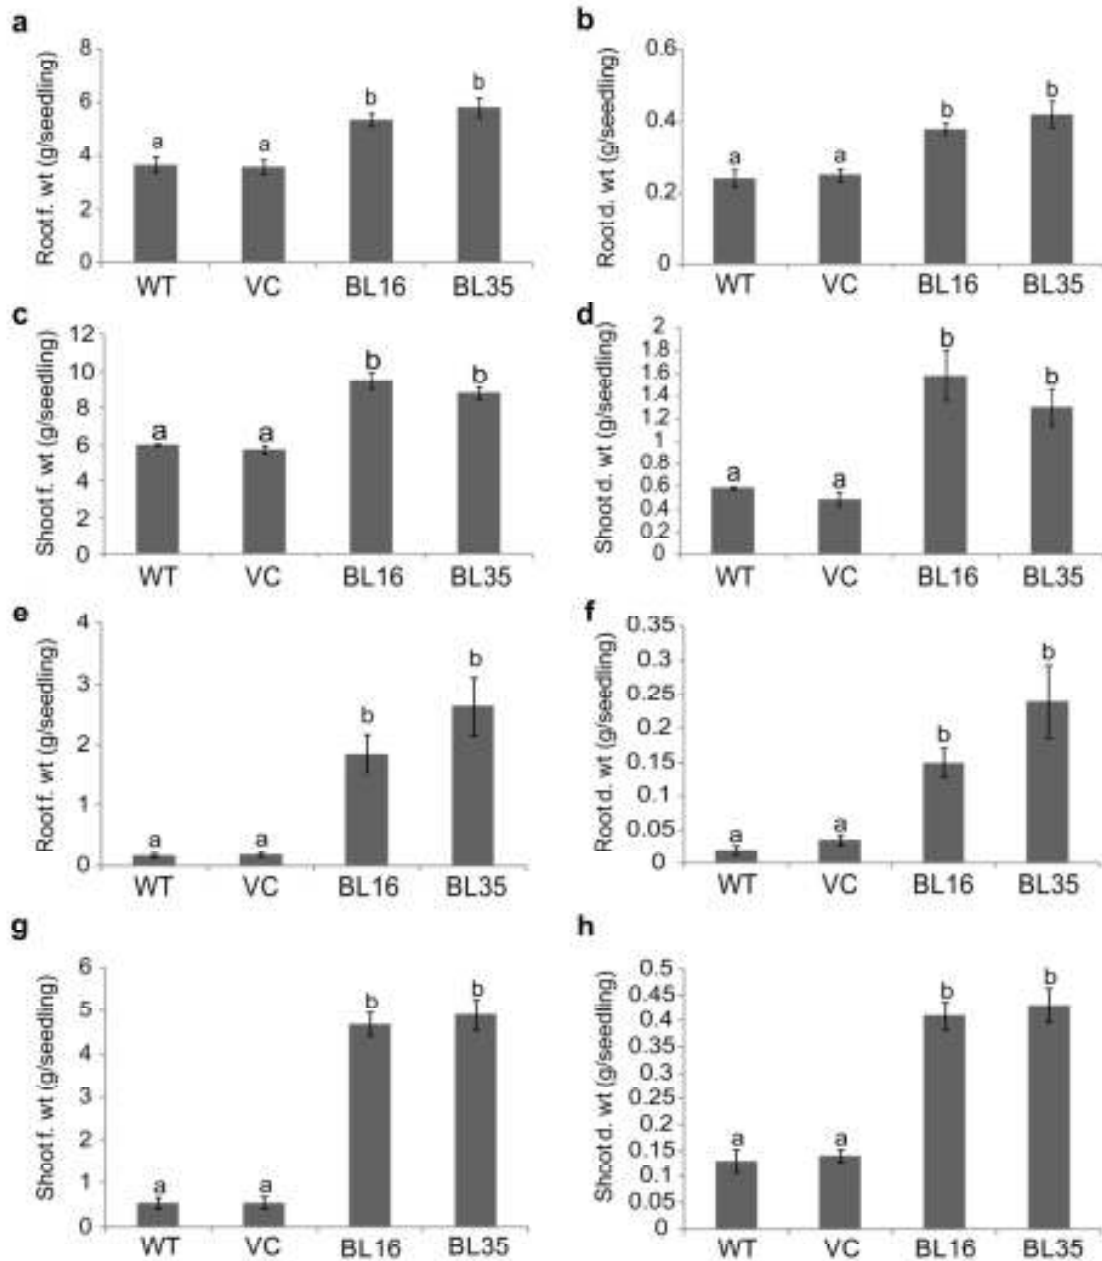 a
Root f. wt (g/seedling)
8
6
4
2
0
a
a
b
b
WT VC BL16 BL35
b
Root d. wt (g/seedling)
0.6
0.4
0.2
0
a
a
b
b
WT VC BL16 BL35
c
Shoot f. wt (g/seedling)
12
10
8
6
4
2
0
a
a
b
b
WT VC BL16 BL35
d
Shoot d. wt (g/seedling)
2
1.8
1.6
1.4
1.2
1
0.8
0.6
0.4
0.2
0
a
a
b
b
WT VC BL16 BL35
e
Root f. wt (g/seedling)
4
3
2
1
0
a
a
b
b
WT VC BL16 BL35
f
Root d. wt (g/seedling)
0.35
0.3
0.25
0.2
0.15
0.1
0.05
0
a
a
b
b
WT VC BL16 BL35
g
Shoot f. wt (g/seedling)
6
5
4
3
2
1
0
a
a
b
b
WT VC BL16 BL35
h
Shoot d. wt (g/seedling)
0.5
0.45
0.4
0.35
0.3
0.25
0.2
0.15
0.1
0.05
0
a
a
b
b
WT VC BL16 BL35